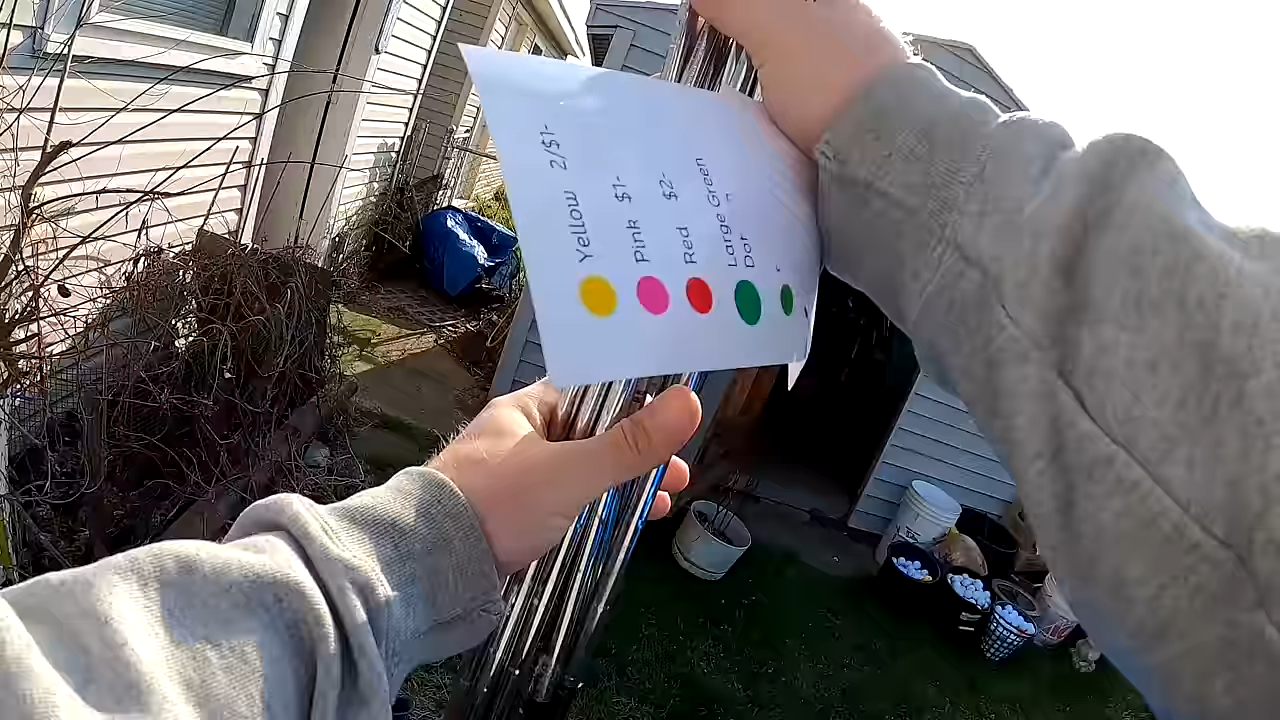 Yellow 2/$1-
Pink $1-
Red $2-
Large Green
Dot